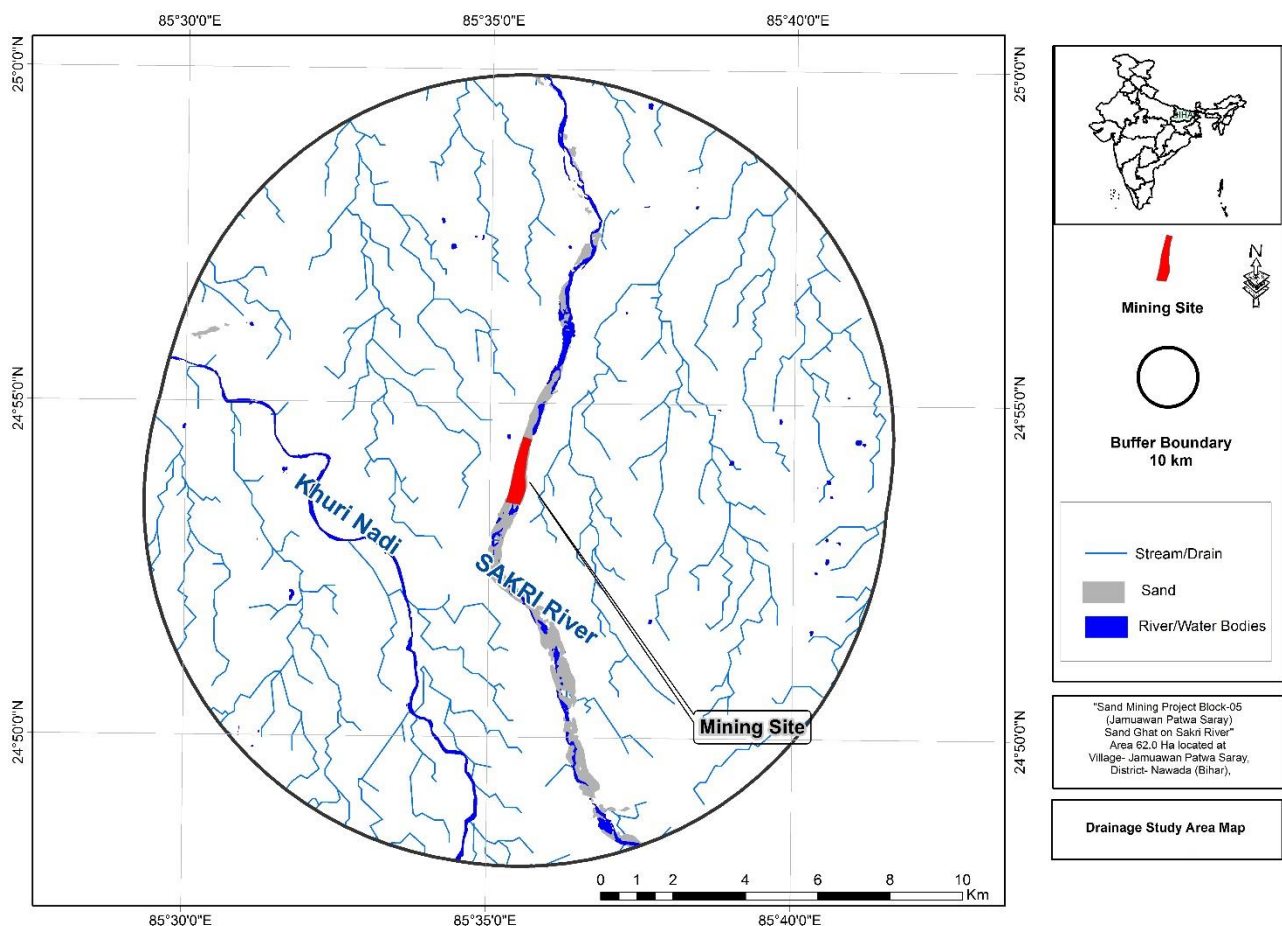 85°30'0"E
85°35'0"E
85°40'0"E
25°0'0"N
25°0'0"N
24°55'0"N
24°55'0"N
24°50'0"N
24°50'0"N
Khuri Nadi
SAKRI River
Mining Site
0 1 2 4 6 8 10
Km
85°30'0"E
85°35'0"E
85°40'0"E
N
Mining Site
Buffer Boundary
10 km
Stream/Drain
Sand
River/Water Bodies
"Sand Mining Project Block-05
(Jamuawan Patwa Saray)
Sand Ghat on Sakri River"
Area 62.0 Ha located at
Village- Jamuawan Patwa Saray,
District- Nawada (Bihar),
Drainage Study Area Map